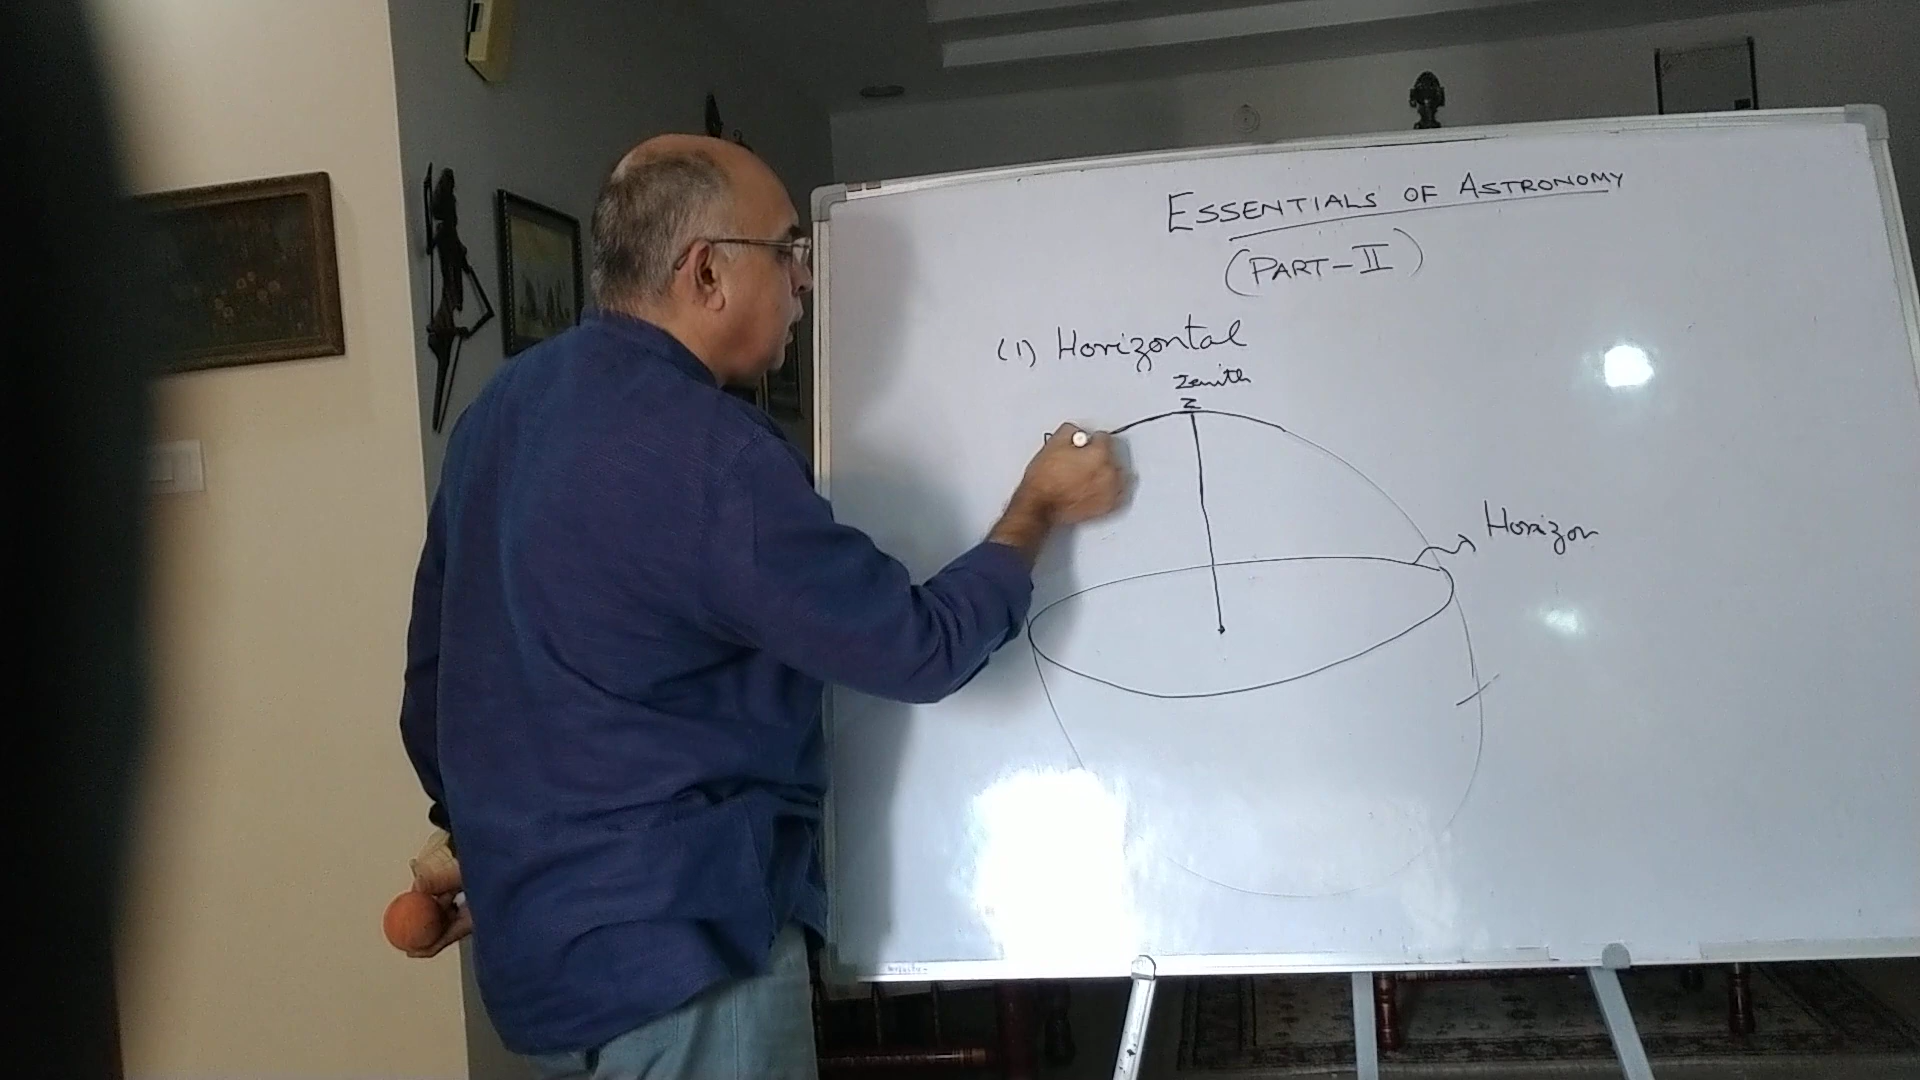 ESSENTIALS OF ASTRONOMY
(PART-II)
(1) Horizontal
Zenith
Z
Horizon